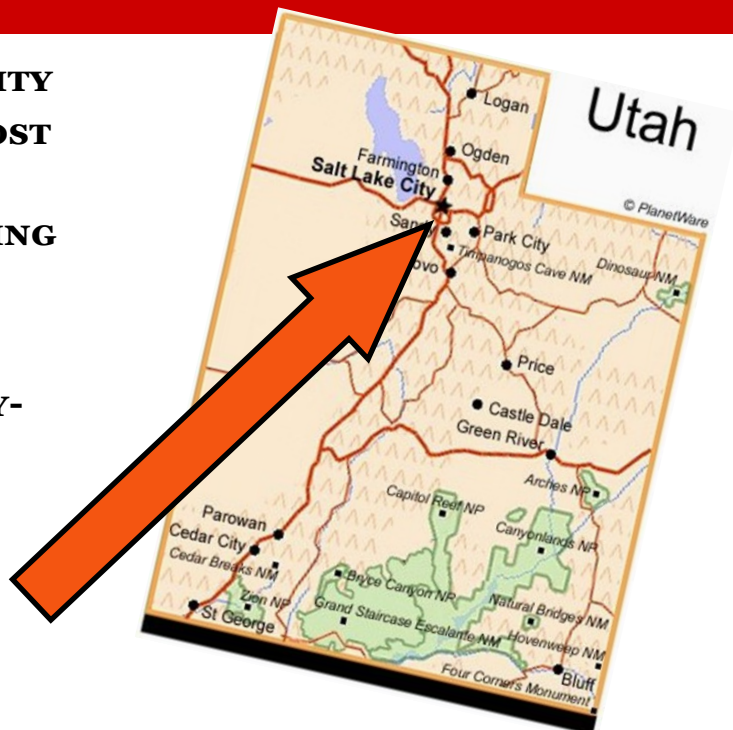 ITY
OST
ING
Y-
Utah
© PlanetWare
Logan
Ogden
Farmington
Salt Lake City
Park City
Timpanogos Cave NM
Dinosaur NM
ovo
Price
Castle Dale
Green River
Arches NP
Capitol Reef NP
Canyonlands NP
Parowan
Cedar City
Cedar Breaks NM
Bryce Canyon NP
Zion NP
Grand Staircase Escalante NM
Natural Bridges NM
St George
Hovenweep NM
Bluff
Four Corners Monument